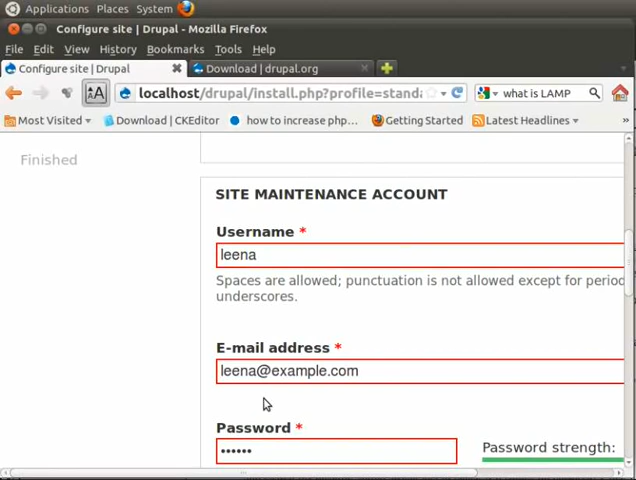 Applications Places System
Configure site | Drupal - Mozilla Firefox
File Edit View History Bookmarks Tools Help
Configure site | Drupal
Download | drupal.org
localhost/drupal/install.php?profile=standa
what is LAMP
Most Visited
Download | CKEditor
how to increase php...
Getting Started
Latest Headlines
Finished
SITE MAINTENANCE ACCOUNT
Username *
leena
Spaces are allowed; punctuation is not allowed except for perio
underscores.
E-mail address *
leena@example.com
Password *
••••••
Password strength: